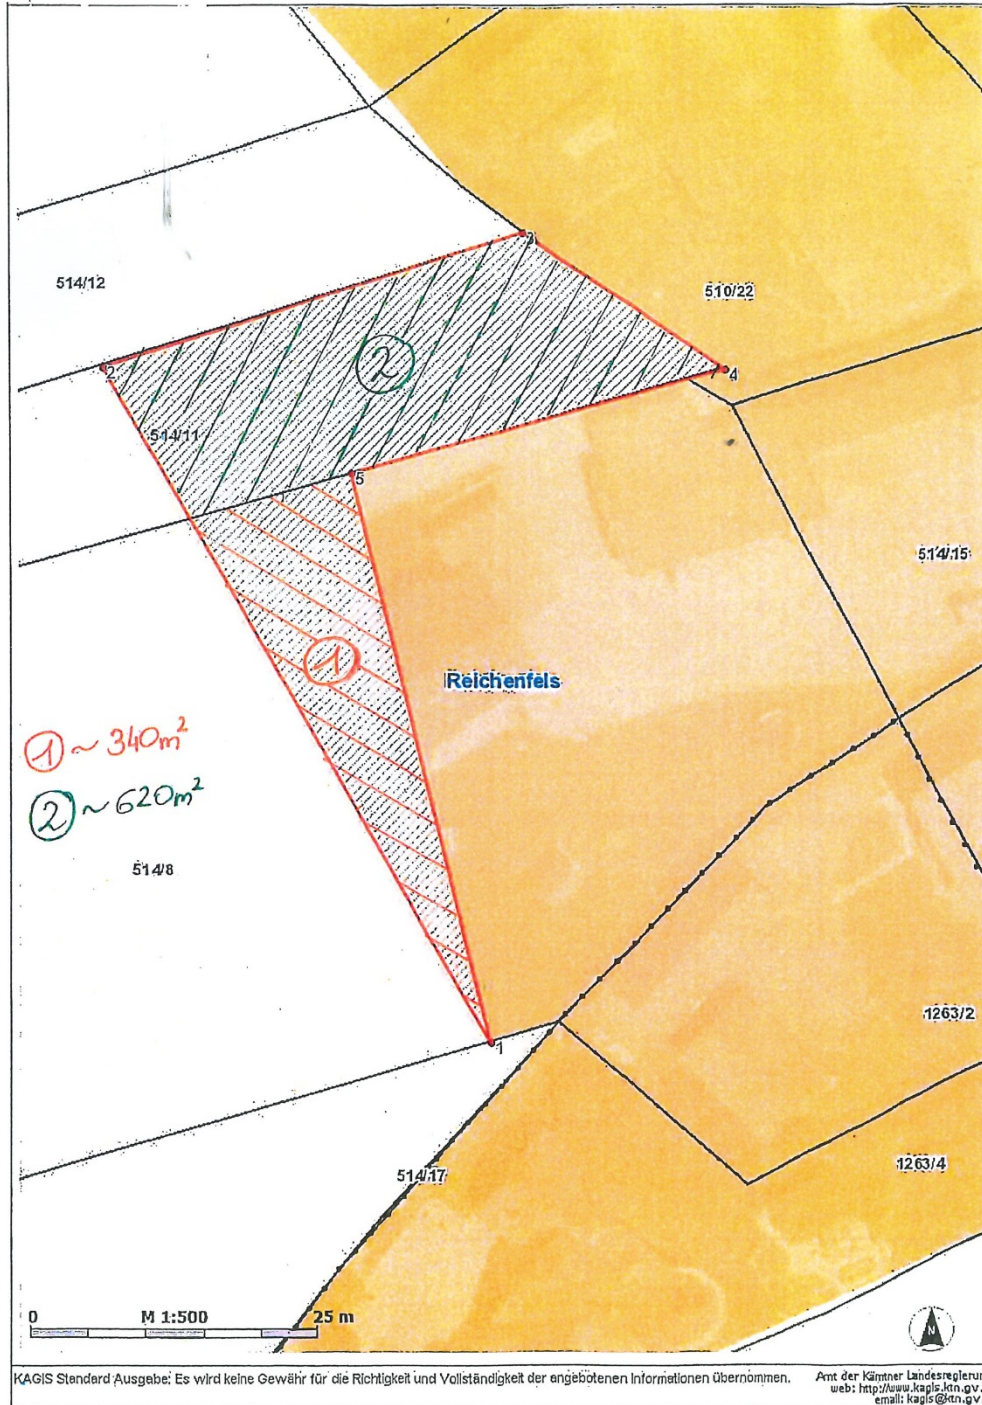 514/12
510/22
3
2
②
4
514/11
5
514/15
①
Reichenfels
① ~ 340m²
② ~ 620m²
514/8
1263/2
1
514/17
1263/4
0 M 1:500 25 m
N
KAGIS Standard Ausgabe: Es wird keine Gewähr für die Richtigkeit und Vollständigkeit der angebotenen Informationen übernommen.
Amt der Kärntner Landesregierun
web: http://www.kagis.ktn.gv.
email: kagis@ktn.gv